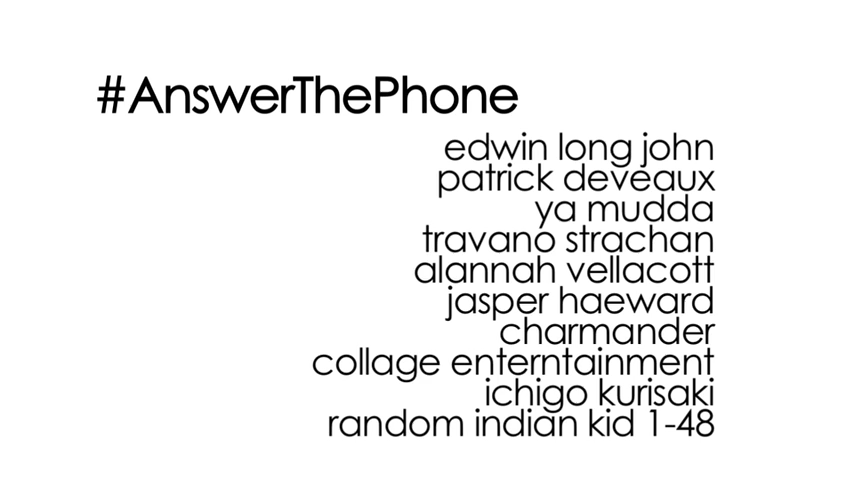 #AnswerThePhone
edwin long john
patrick deveaux
ya mudda
travano strachan
alannah vellacott
jasper haeward
charmander
collage enterntainment
ichigo kurisaki
random indian kid 1-48